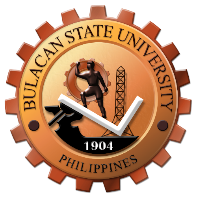 BULACAN STATE UNIVERSITY
1904
PHILIPPINES